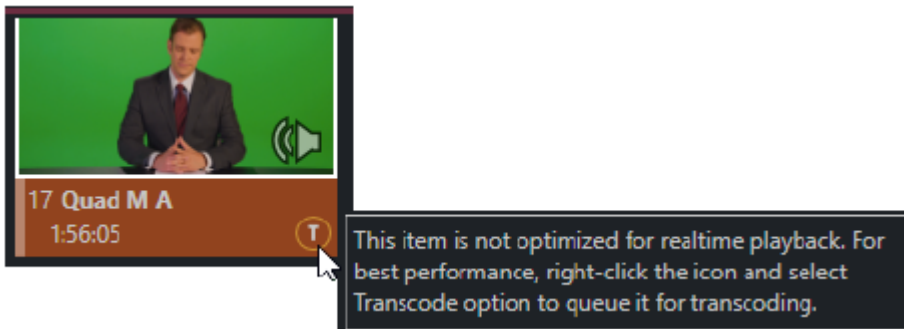 17 Quad M A
1:56:05
T
This item is not optimized for realtime playback. For
best performance, right-click the icon and select
Transcode option to queue it for transcoding.